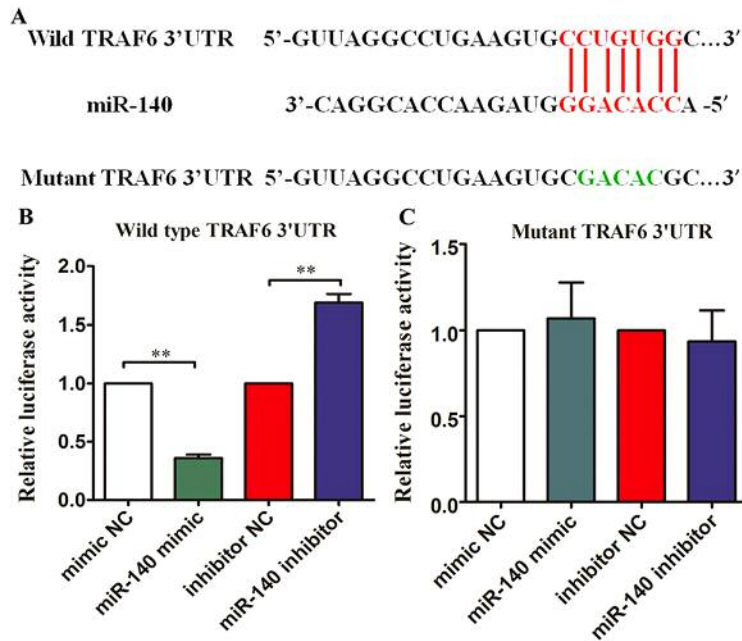 A
Wild TRAF6 3'UTR 5'-GUUAGGCCUGAAGUGCCUGUGGC...3'
miR-140 3'-CAGGCACCAAGAUGGGACACCA -5'
Mutant TRAF6 3'UTR 5'-GUUAGGCCUGAAGUGCGACACGC...3'
B
Wild type TRAF6 3'UTR
Relative luciferase activity
2.0
1.5
1.0
0.5
0.0
**
**
mimic NC
miR-140 mimic
inhibitor NC
miR-140 inhibitor
C
Mutant TRAF6 3'UTR
Relative luciferase activity
1.5
1.0
0.5
0.0
mimic NC
miR-140 mimic
inhibitor NC
miR-140 inhibitor